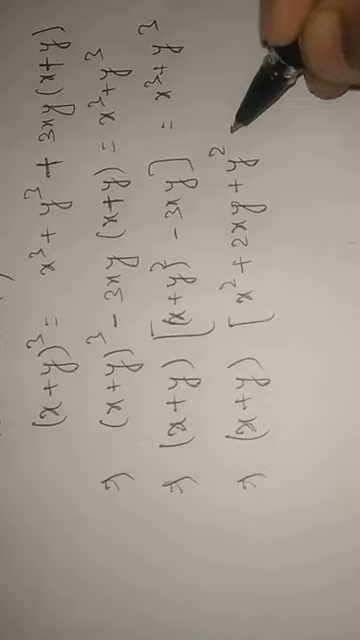 (x+y)³ = x³ + y³ + 3xy(x+y)
↳ (x+y)³ - 3xy(x+y) = x³+y³
↳ (x+y) [(x+y)² - 3xy] = x³+y³
↳ (x+y) [x²+2xy+y²